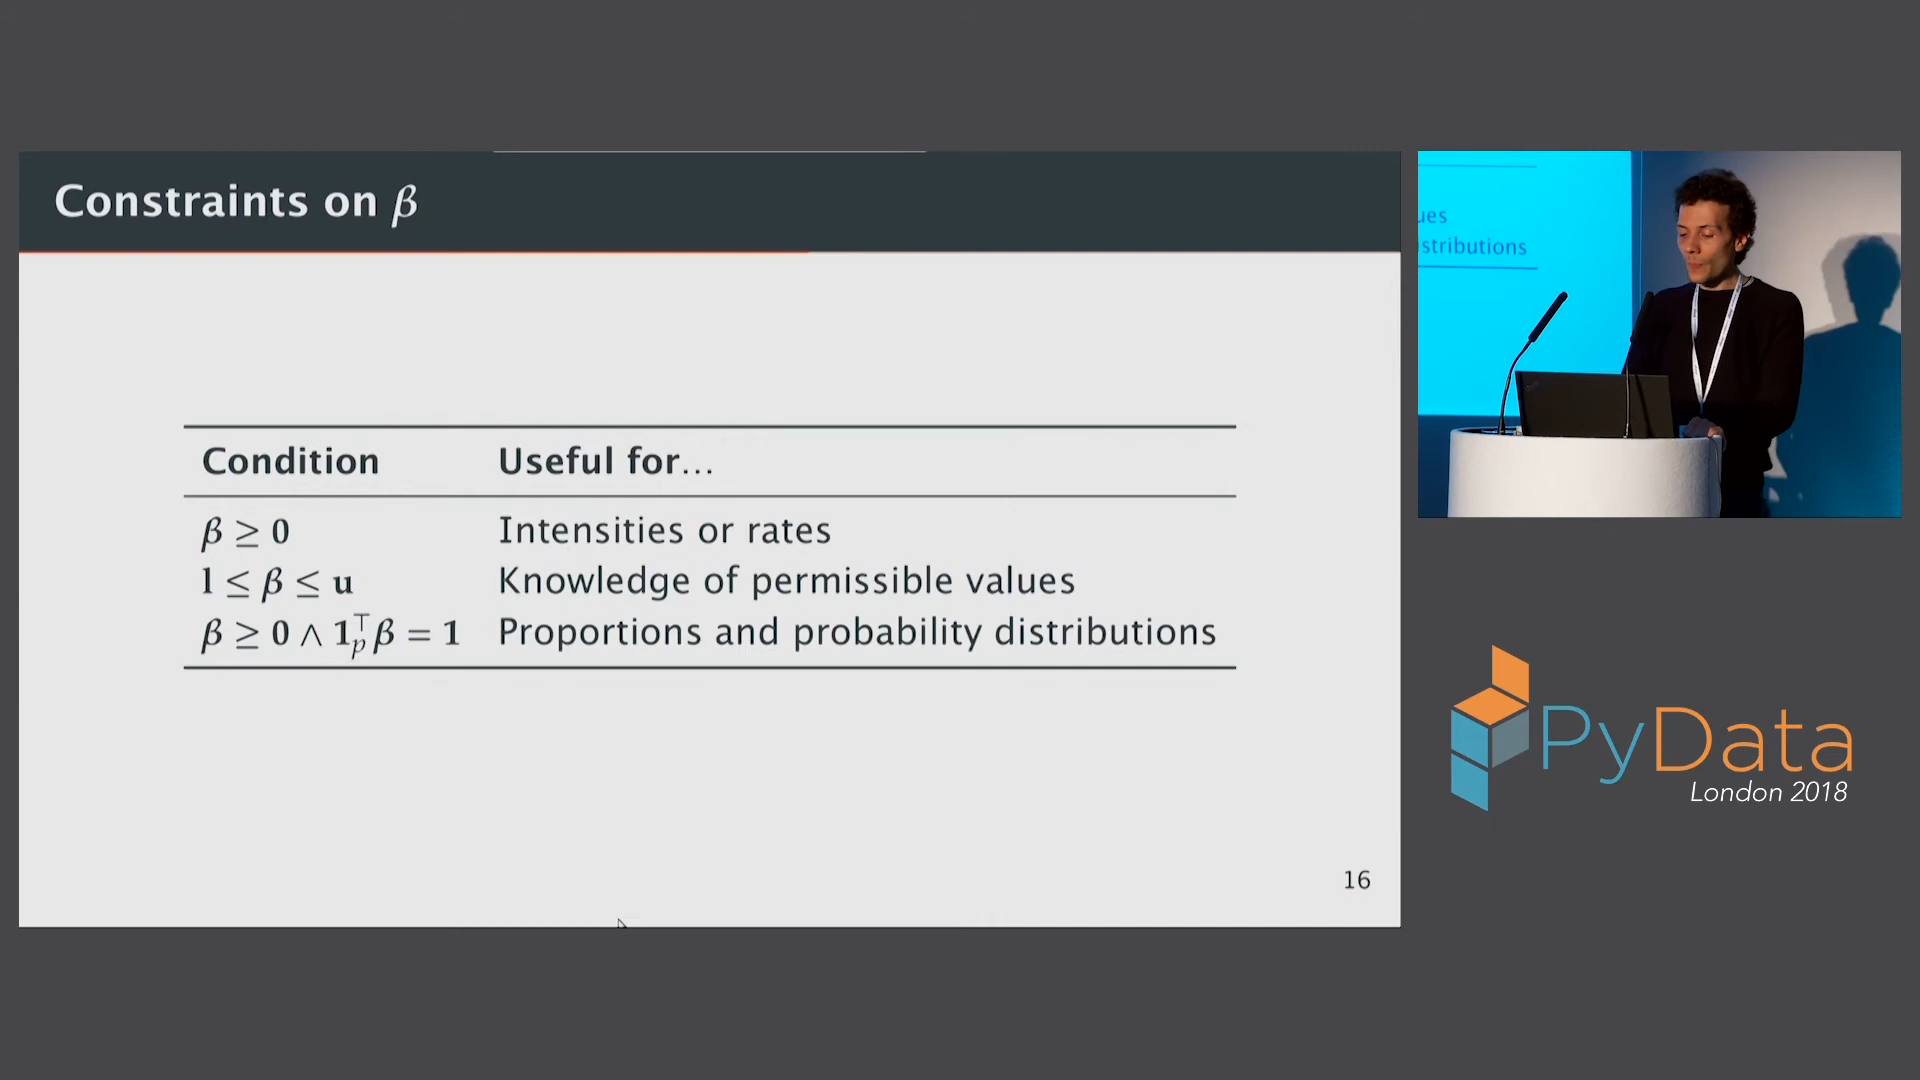 Constraints on β
Condition Useful for...
β ≥ 0 Intensities or rates
l ≤ β ≤ u Knowledge of permissible values
β ≥ 0 ∧ 1ₚ⊤β = 1 Proportions and probability distributions
16
ues
stributions
PyData
London 2018